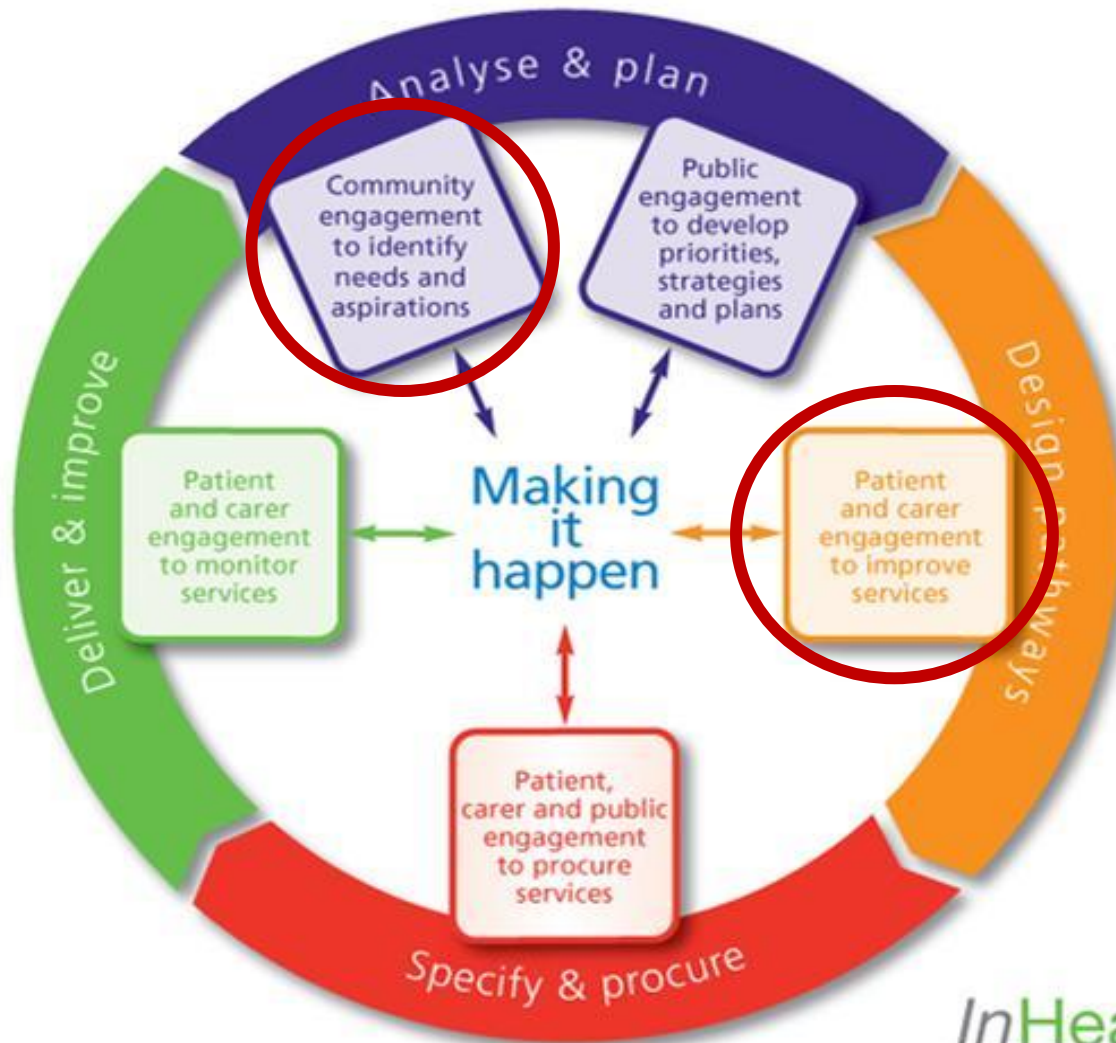 Analyse & plan
Community
engagement
to identify
needs and
aspirations
Public
engagement
to develop
priorities,
strategies
and plans
Design pathways
Deliver & improve
Patient
and carer
engagement
to monitor
services
Making
it
happen
Patient
and carer
engagement
to improve
services
Patient,
carer and public
engagement
to procure
services
Specify & procure
InHea